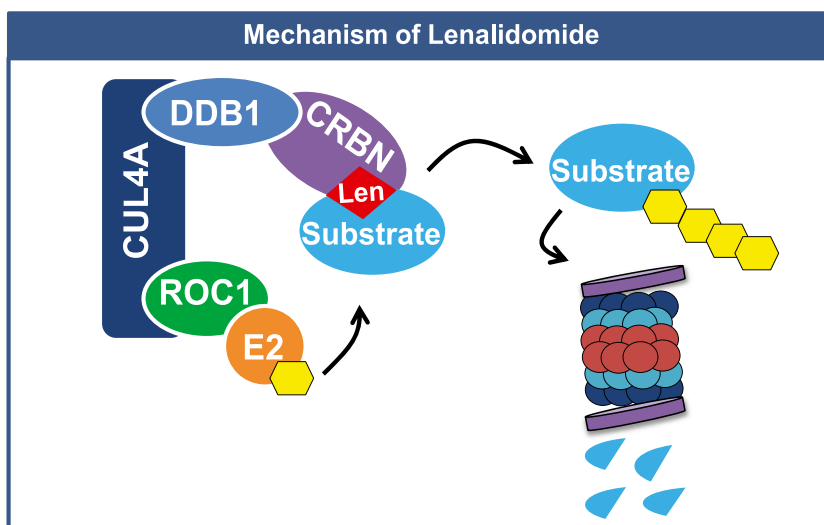 Mechanism of Lenalidomide
CUL4A
DDB1
CRBN
Len
Substrate
ROC1
E2
Substrate